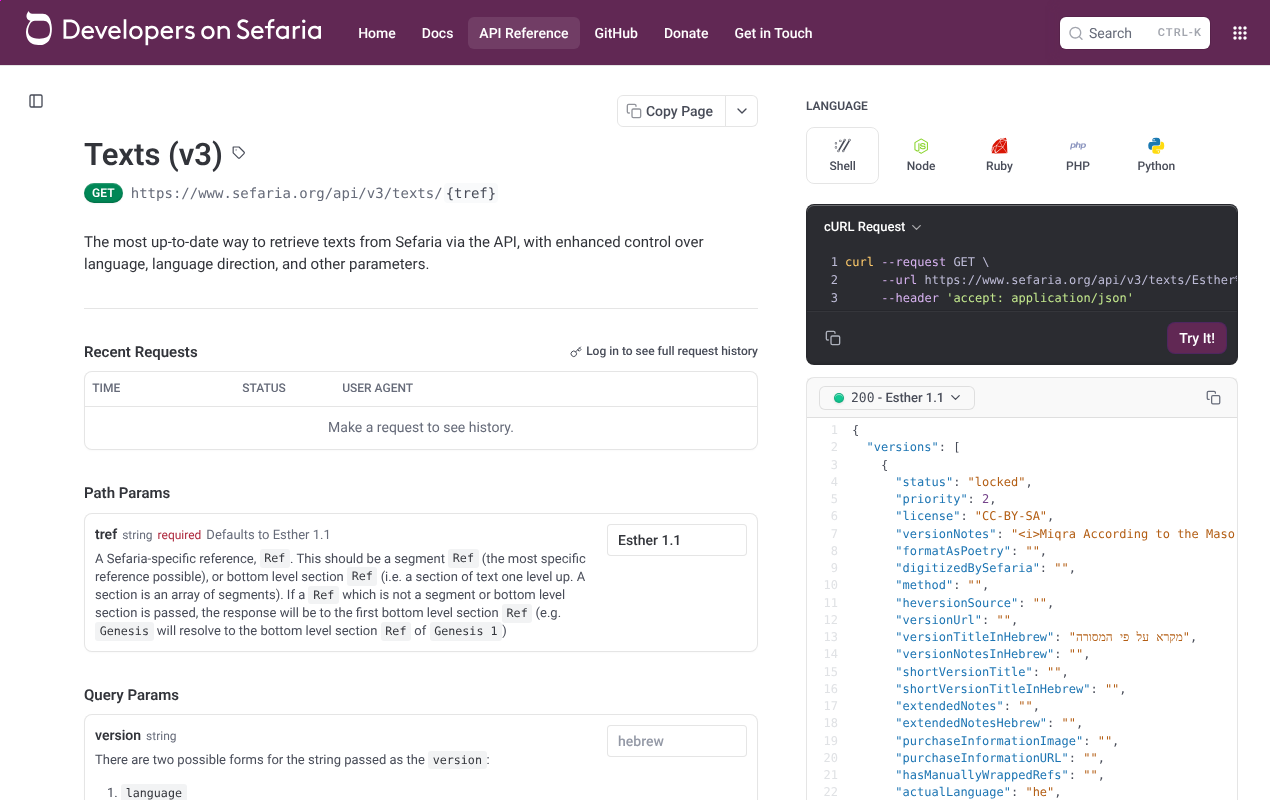 Developers on Sefaria
Home Docs API Reference GitHub Donate Get in Touch
Search CTRL-K
Copy Page
Texts (v3)
GET https://www.sefaria.org/api/v3/texts/{tref}
The most up-to-date way to retrieve texts from Sefaria via the API, with enhanced control over
language, language direction, and other parameters.
Recent Requests
Log in to see full request history
TIME STATUS USER AGENT
Make a request to see history.
Path Params
tref string required Defaults to Esther 1.1
A Sefaria-specific reference, Ref. This should be a segment Ref (the most specific
reference possible), or bottom level section Ref (i.e. a section of text one level up. A
section is an array of segments). If a Ref which is not a segment or bottom level
section is passed, the response will be to the first bottom level section Ref (e.g.
Genesis will resolve to the bottom level section Ref of Genesis 1 )
Esther 1.1
Query Params
version string
There are two possible forms for the string passed as the version:
1. language
hebrew
LANGUAGE
Shell Node Ruby php PHP Python
cURL Request
1 curl --request GET \
2 --url https://www.sefaria.org/api/v3/texts/Esther
3 --header 'accept: application/json'
Try It!
200 - Esther 1.1
1 {
2 "versions": [
3 {
4 "status": "locked",
5 "priority": 2,
6 "license": "CC-BY-SA",
7 "versionNotes": "<i>Miqra According to the Maso
8 "formatAsPoetry": "",
9 "digitizedBySefaria": "",
10 "method": "",
11 "heversionSource": "",
12 "versionUrl": "",
13 "versionTitleInHebrew": "מקרא על פי המסורה",
14 "versionNotesInHebrew": "",
15 "shortVersionTitle": "",
16 "shortVersionTitleInHebrew": "",
17 "extendedNotes": "",
18 "extendedNotesHebrew": "",
19 "purchaseInformationImage": "",
20 "purchaseInformationURL": "",
21 "hasManuallyWrappedRefs": "",
22 "actualLanguage": "he",